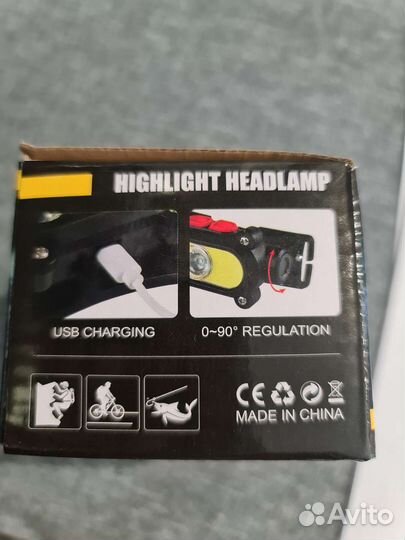 HIGHLIGHT HEADLAMP
USB CHARGING
0~90° REGULATION
CE
MADE IN CHINA
Avito